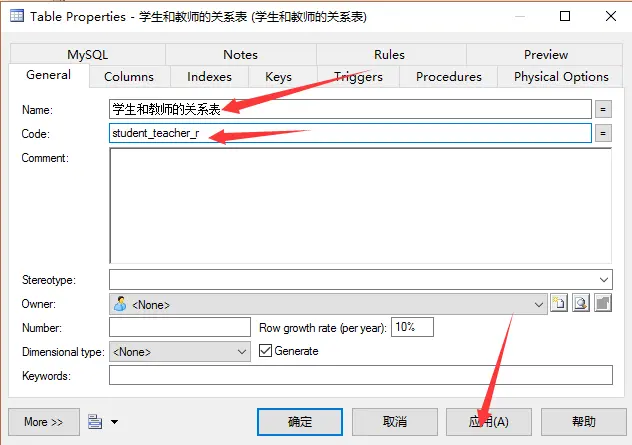 Table Properties - 学生和教师的关系表 (学生和教师的关系表)
MySQL Notes Rules Preview
General Columns Indexes Keys Triggers Procedures Physical Options
Name: 学生和教师的关系表 =
Code: student_teacher_r =
Comment:
Stereotype:
Owner: <None>
Number: Row growth rate (per year): 10%
Dimensional type: <None> Generate
Keywords:
More >> 确定 取消 应用(A) 帮助